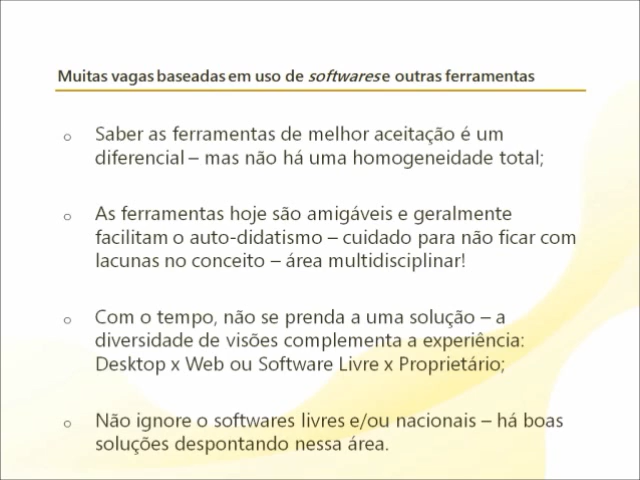 Muitas vagas baseadas em uso de softwares e outras ferramentas
o Saber as ferramentas de melhor aceitação é um
diferencial – mas não há uma homogeneidade total;
o As ferramentas hoje são amigáveis e geralmente
facilitam o auto-didatismo – cuidado para não ficar com
lacunas no conceito – área multidisciplinar!
o Com o tempo, não se prenda a uma solução – a
diversidade de visões complementa a experiência:
Desktop x Web ou Software Livre x Proprietário;
o Não ignore o softwares livres e/ou nacionais – há boas
soluções despontando nessa área.